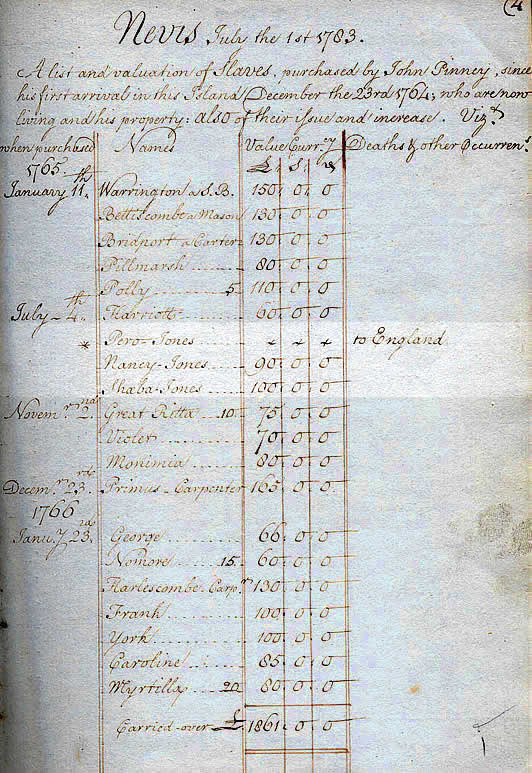 (4
Nevis July the 1st 1783.
A list and valuation of Slaves, purchased by John Pinney, since
his first arrival in this Island December the 23rd 1764; who are now
living and his property: also of their issue and increase. Vizt.
when purchased Names Value Curr.y Deaths & other Occurren.s
1765 £ S
January 11.th Warrington a S.B. 150 0 0
Bettiscombe a Mason 130 0 0
Bridport a Carter 130 0 0
Pillmarsh 80 0 0
Polly 5 110 0 0
July 4.th Harriott 60 0 0
* Pero Jones + + + to England
Nancy Jones 90 0 0
Sheba Jones 100 0 0
Novem.r 2.nd Great Ritta 10 75 0 0
Violet 70 0 0
Monimia 80 0 0
Decem.r 23.rd Primus Carpenter 165 0 0
1766
Janu.y 23.rd George 66 0 0
Nomore 15 60 0 0
Harlescombe Carp.r 130 0 0
Frank 100 0 0
York 100 0 0
Caroline 85 0 0
Myrtilla 20 80 0 0
Carried over £ 1861 0 0